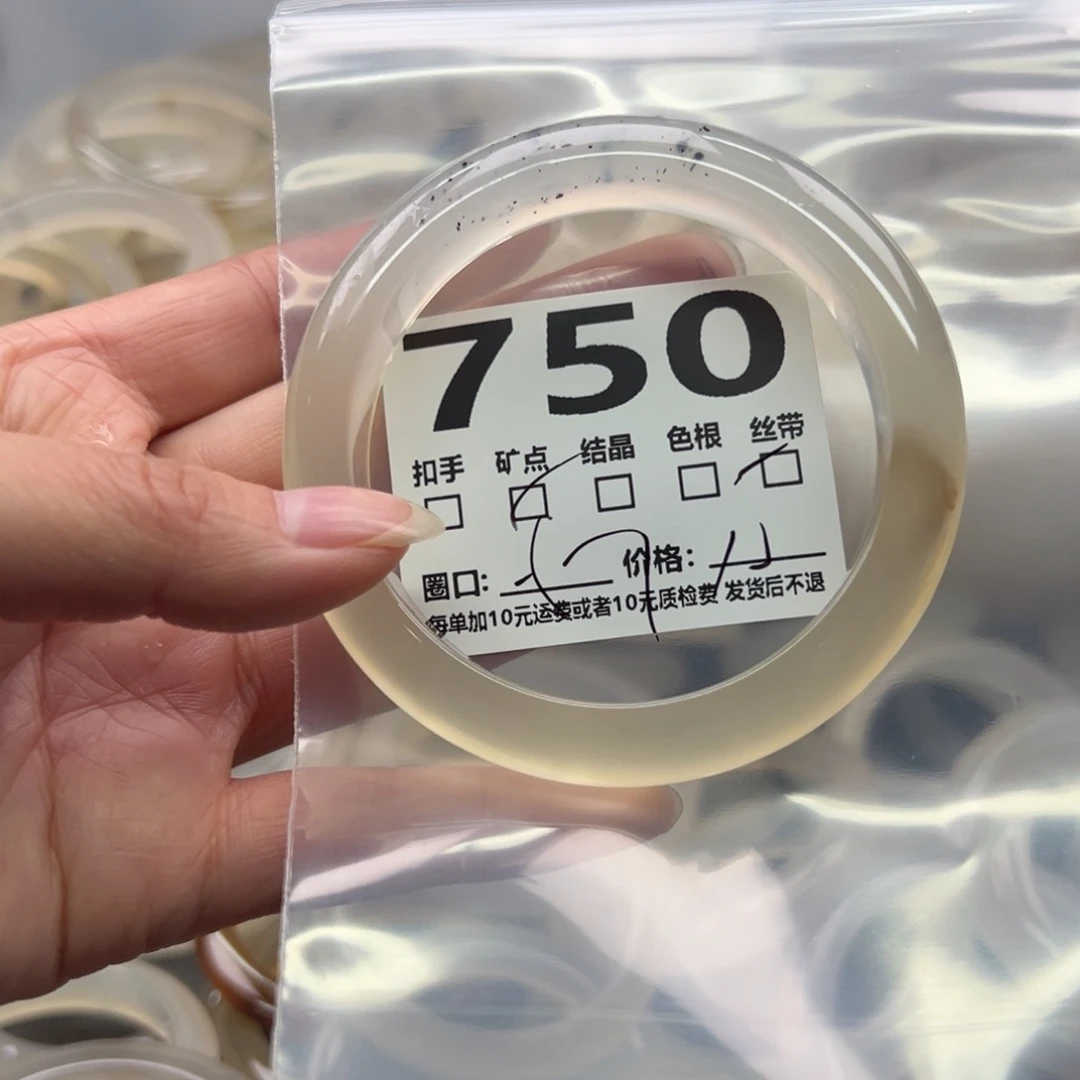 750
扣手 矿点 结晶 色根 丝带
圈口: 价格:
每单加10元运费或者10元质检费 发货后不退